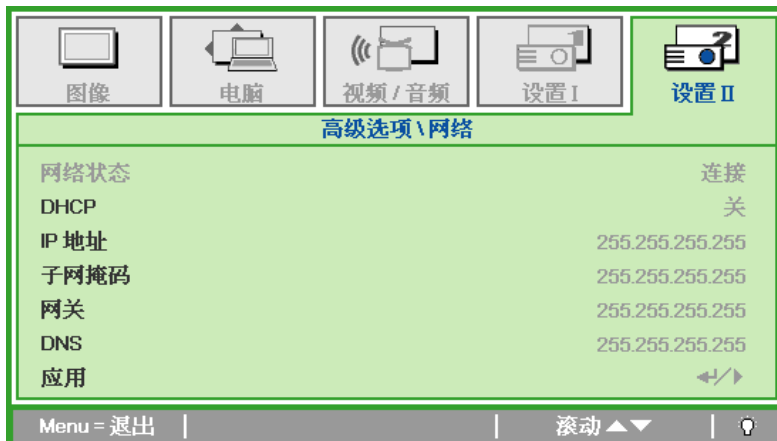 图像 电脑 视频 / 音频 设置 I 设置 II
高级选项 \ 网络
网络状态 连接
DHCP 关
IP 地址 255.255.255.255
子网掩码 255.255.255.255
网关 255.255.255.255
DNS 255.255.255.255
应用
Menu = 退出 滚动